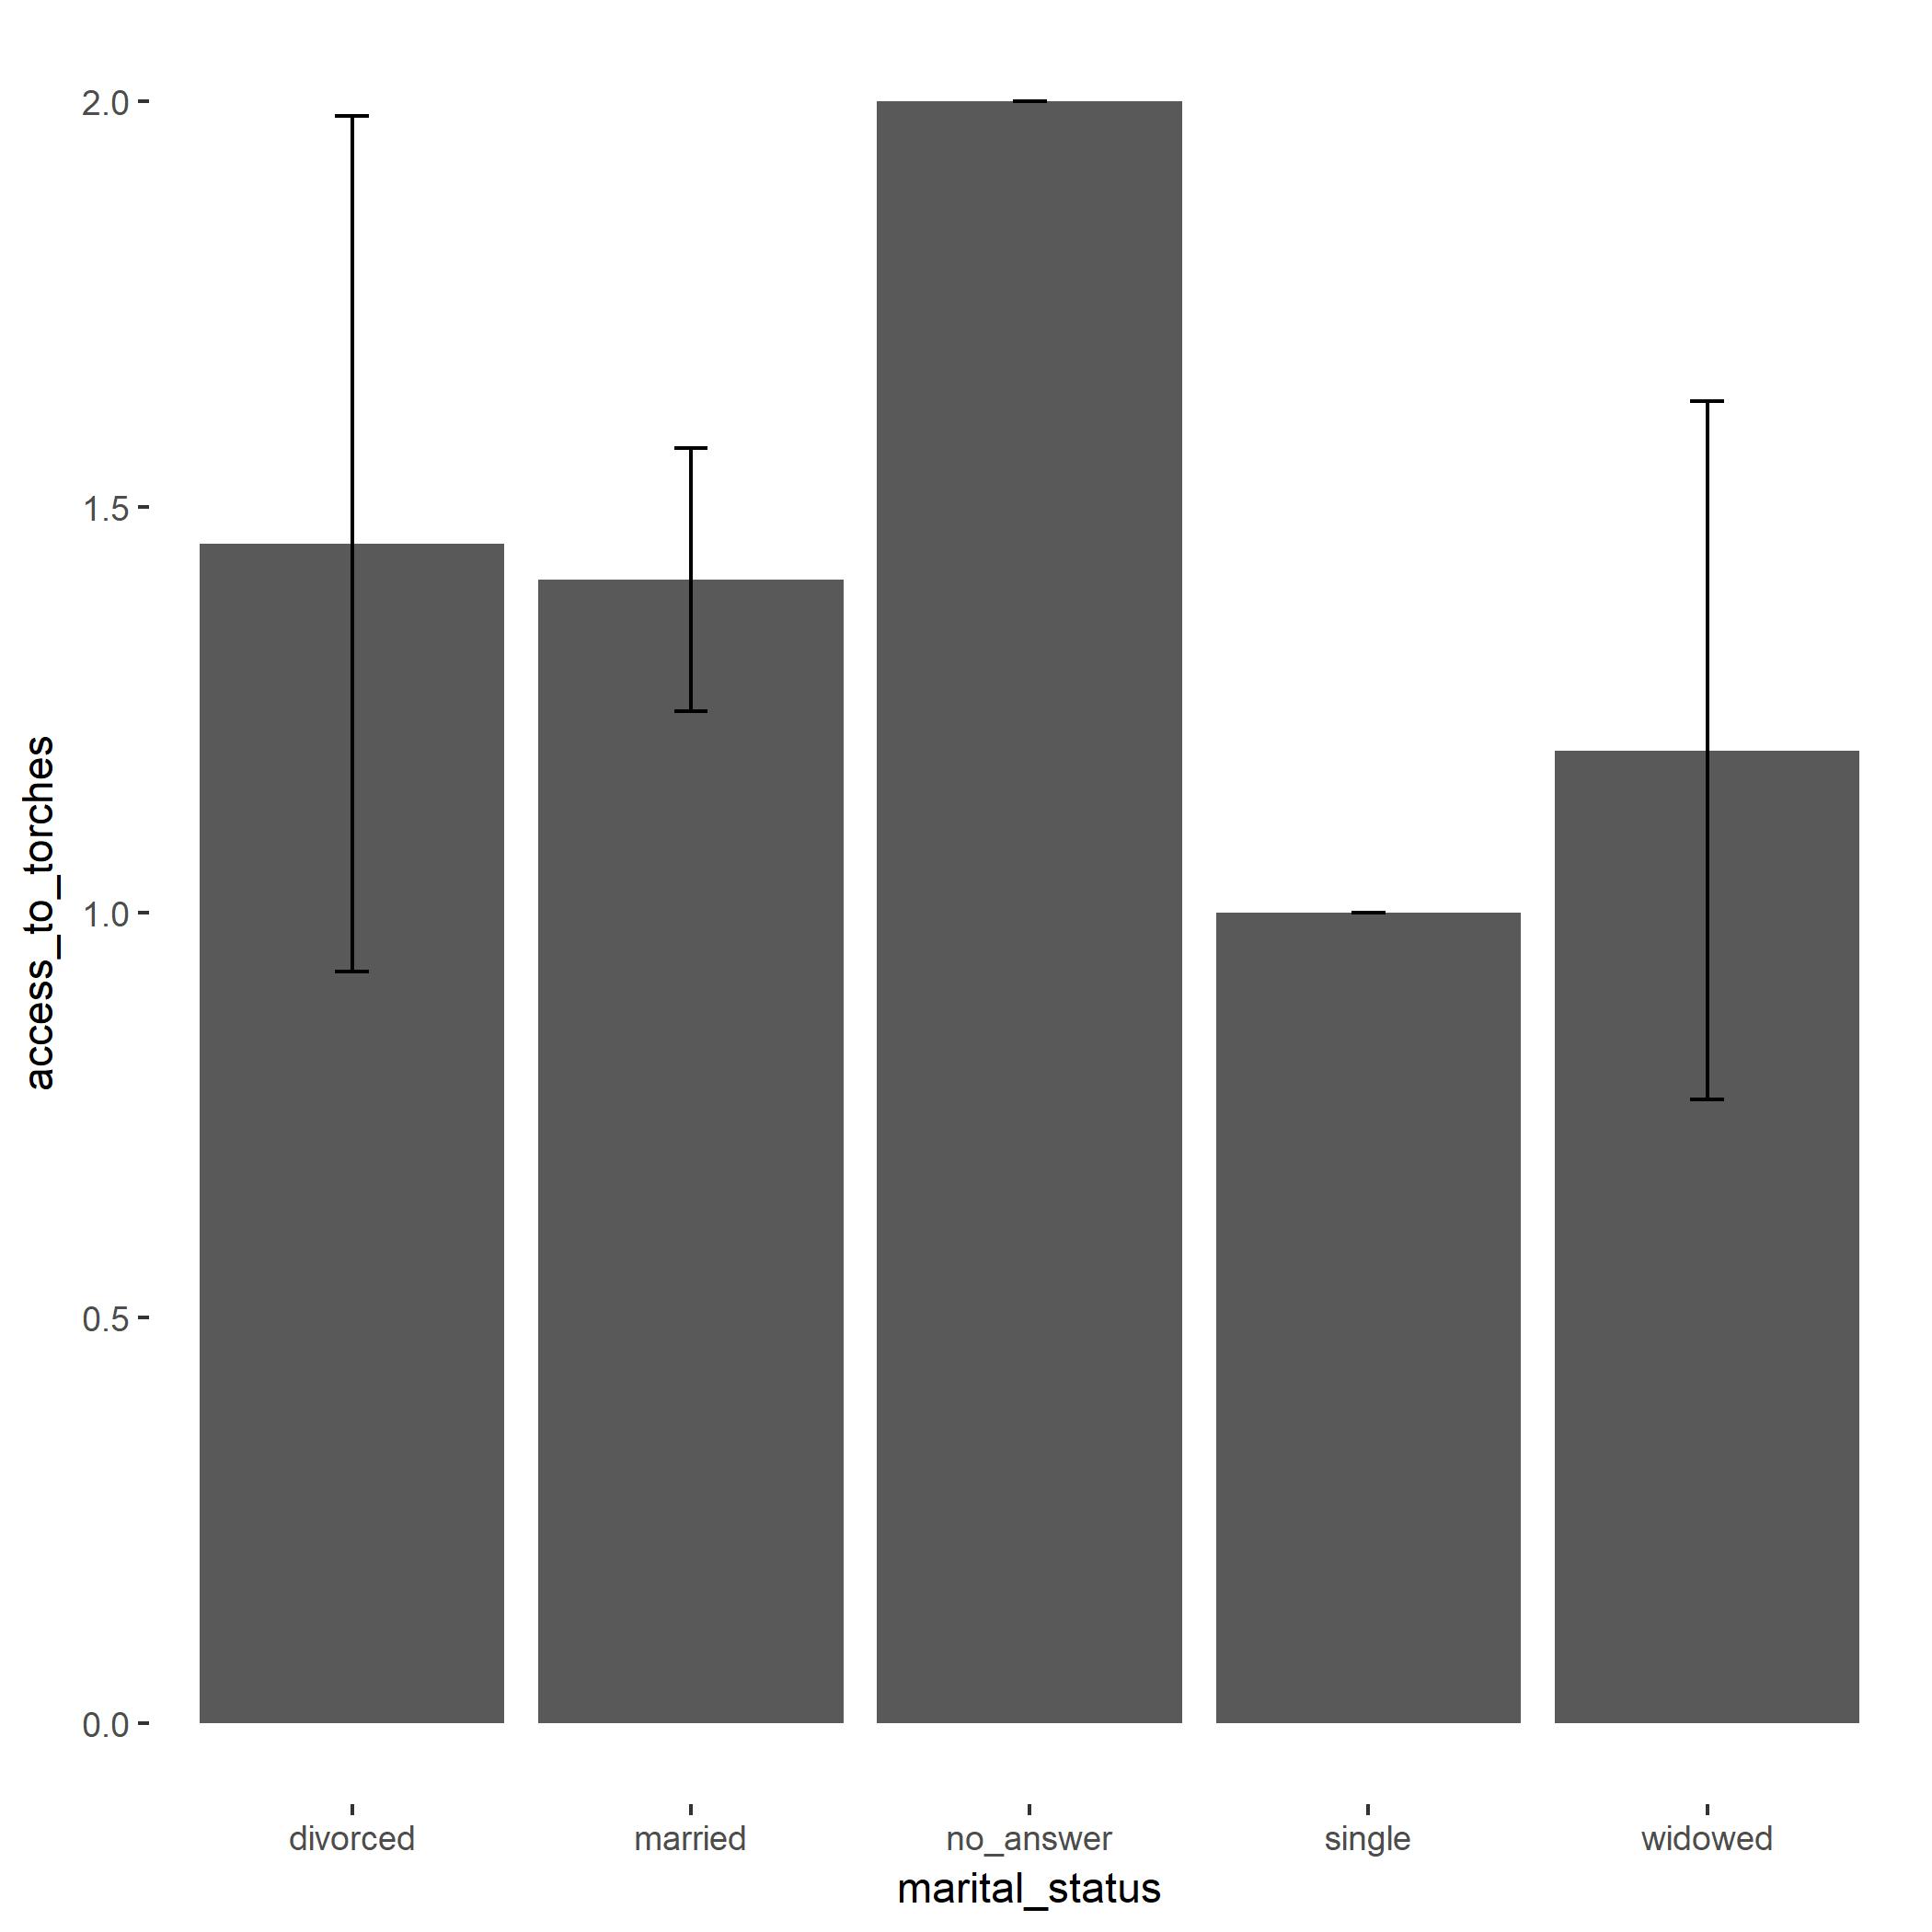 access_to_torches
2.0
1.5
1.0
0.5
0.0
divorced married no_answer single widowed
marital_status